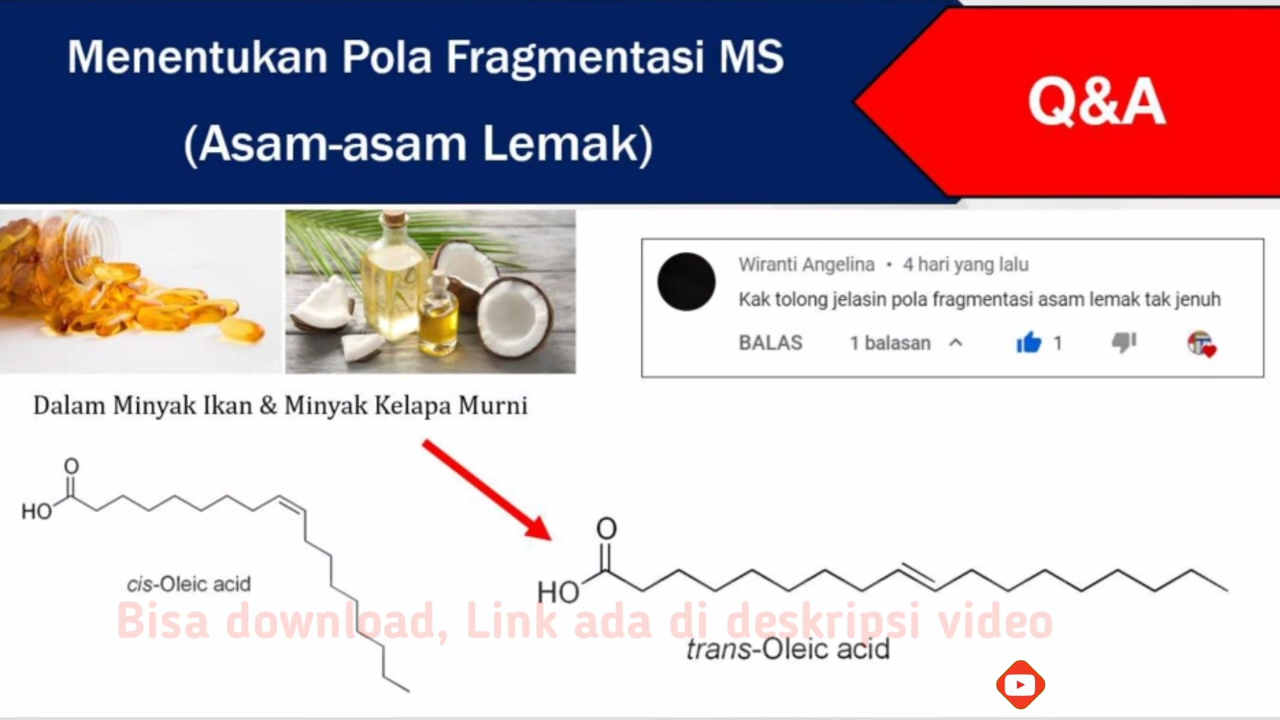 Menentukan Pola Fragmentasi MS
(Asam-asam Lemak)
Q&A
Wiranti Angelina • 4 hari yang lalu
Kak tolong jelasin pola fragmentasi asam lemak tak jenuh
BALAS 1 balasan 1
Dalam Minyak Ikan & Minyak Kelapa Murni
O
HO
cis-Oleic acid
O
HO
trans-Oleic acid
Bisa download, Link ada di deskripsi video